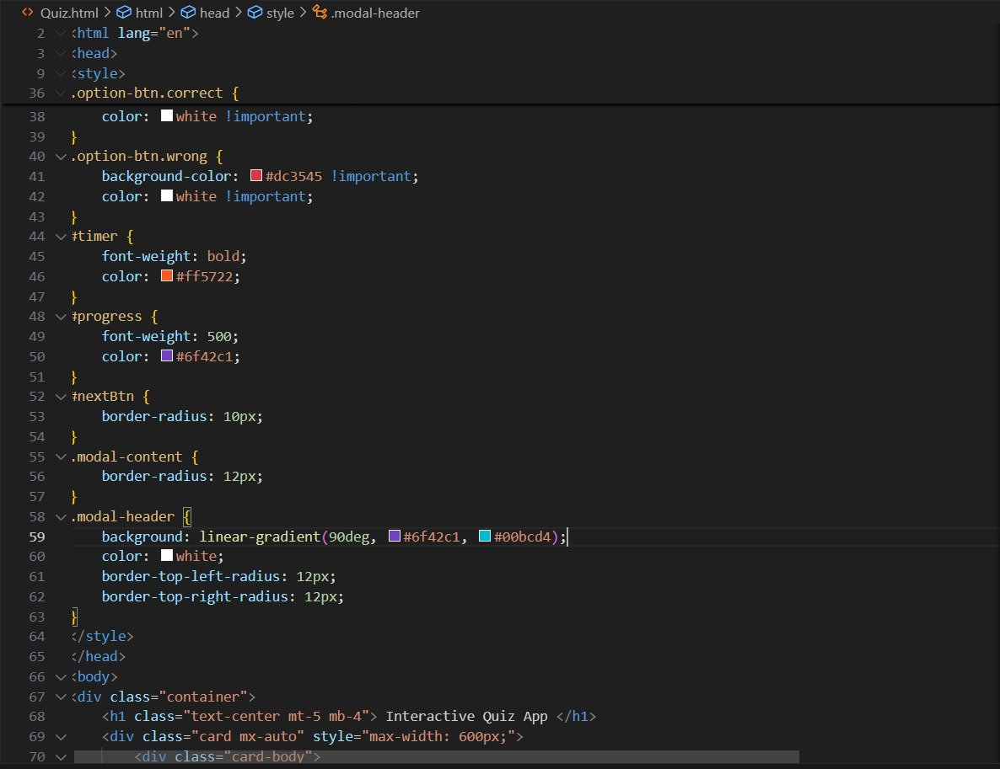 Quiz.html > html > head > style > .modal-header
2 <html lang="en">
3 <head>
9 <style>
36 .option-btn.correct {
38     color: white !important;
39 }
40 .option-btn.wrong {
41     background-color: #dc3545 !important;
42     color: white !important;
43 }
44 #timer {
45     font-weight: bold;
46     color: #ff5722;
47 }
48 #progress {
49     font-weight: 500;
50     color: #6f42c1;
51 }
52 #nextBtn {
53     border-radius: 10px;
54 }
55 .modal-content {
56     border-radius: 12px;
57 }
58 .modal-header {
59     background: linear-gradient(90deg, #6f42c1, #00bcd4);
60     color: white;
61     border-top-left-radius: 12px;
62     border-top-right-radius: 12px;
63 }
64 </style>
65 </head>
66 <body>
67 <div class="container">
68     <h1 class="text-center mt-5 mb-4"> Interactive Quiz App </h1>
69     <div class="card mx-auto" style="max-width: 600px;">
70         <div class="card-body">